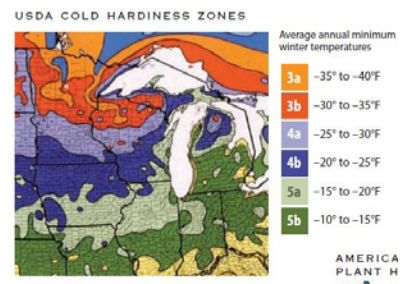 USDA COLD HARDINESS ZONES
Average annual minimum
winter temperatures
3a –35° to –40°F
3b –30° to –35°F
4a –25° to –30°F
4b –20° to –25°F
5a –15° to –20°F
5b –10° to –15°F
AMERICA
PLANT H